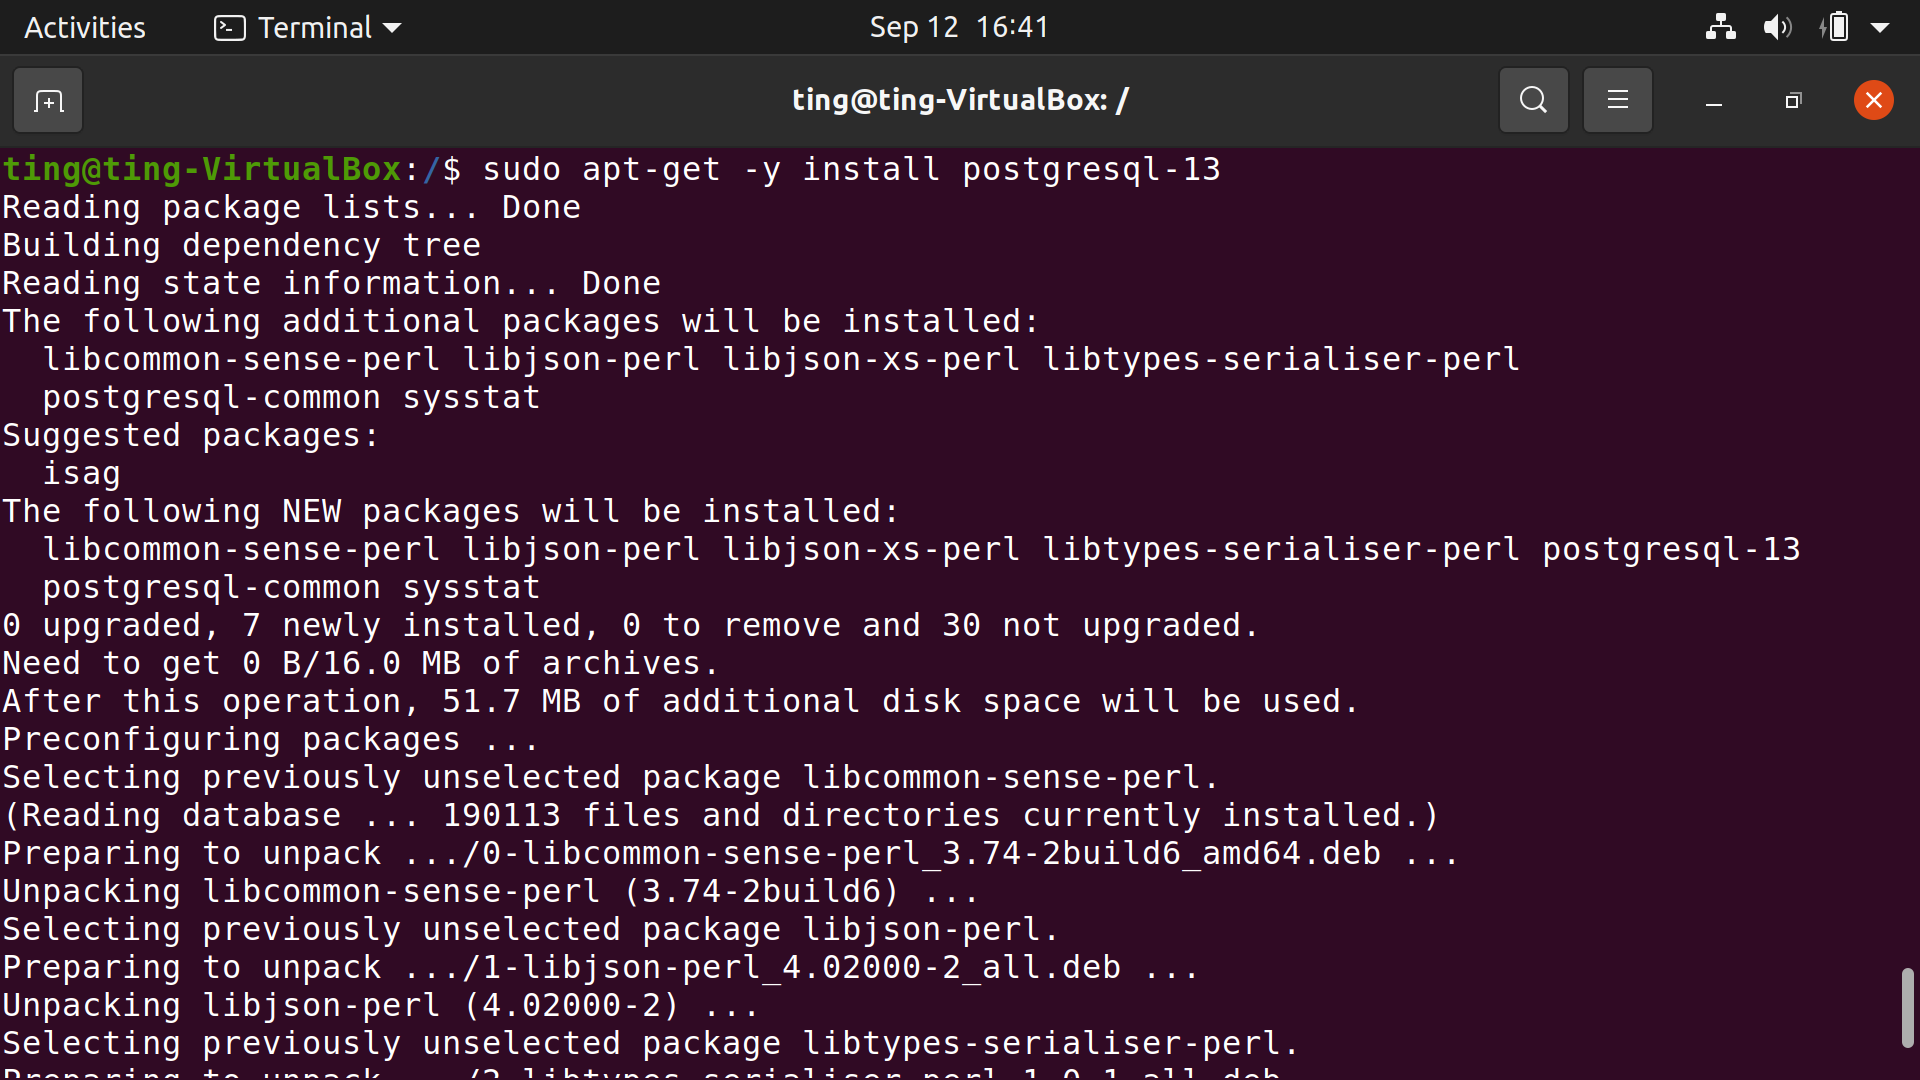 Activities Terminal Sep 12 16:41
ting@ting-VirtualBox: /
ting@ting-VirtualBox:/$ sudo apt-get -y install postgresql-13
Reading package lists... Done
Building dependency tree
Reading state information... Done
The following additional packages will be installed:
  libcommon-sense-perl libjson-perl libjson-xs-perl libtypes-serialiser-perl
  postgresql-common sysstat
Suggested packages:
  isag
The following NEW packages will be installed:
  libcommon-sense-perl libjson-perl libjson-xs-perl libtypes-serialiser-perl postgresql-13
  postgresql-common sysstat
0 upgraded, 7 newly installed, 0 to remove and 30 not upgraded.
Need to get 0 B/16.0 MB of archives.
After this operation, 51.7 MB of additional disk space will be used.
Preconfiguring packages ...
Selecting previously unselected package libcommon-sense-perl.
(Reading database ... 190113 files and directories currently installed.)
Preparing to unpack .../0-libcommon-sense-perl_3.74-2build6_amd64.deb ...
Unpacking libcommon-sense-perl (3.74-2build6) ...
Selecting previously unselected package libjson-perl.
Preparing to unpack .../1-libjson-perl_4.02000-2_all.deb ...
Unpacking libjson-perl (4.02000-2) ...
Selecting previously unselected package libtypes-serialiser-perl.
Preparing to unpack